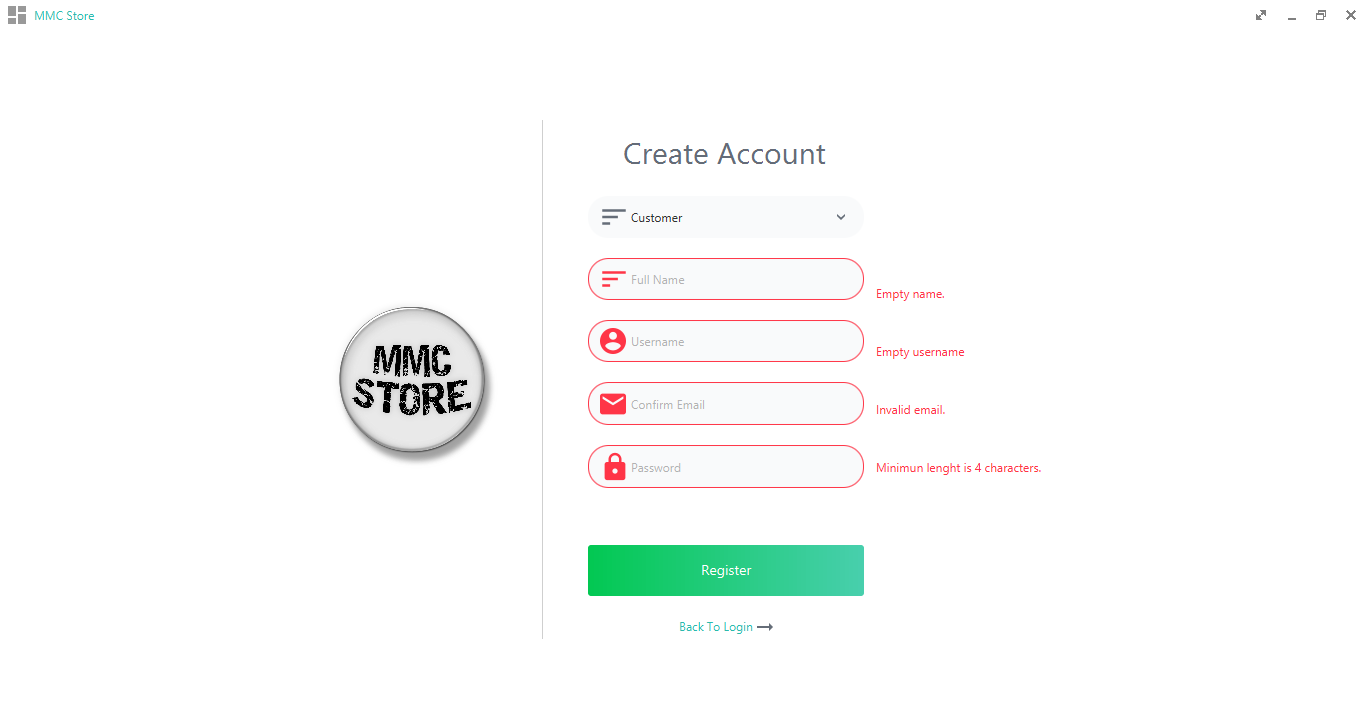 MMC Store
Create Account
Customer
Full Name
Empty name.
Username
Empty username
Confirm Email
Invalid email.
Password
Minimun lenght is 4 characters.
MMC
STORE
Register
Back To Login